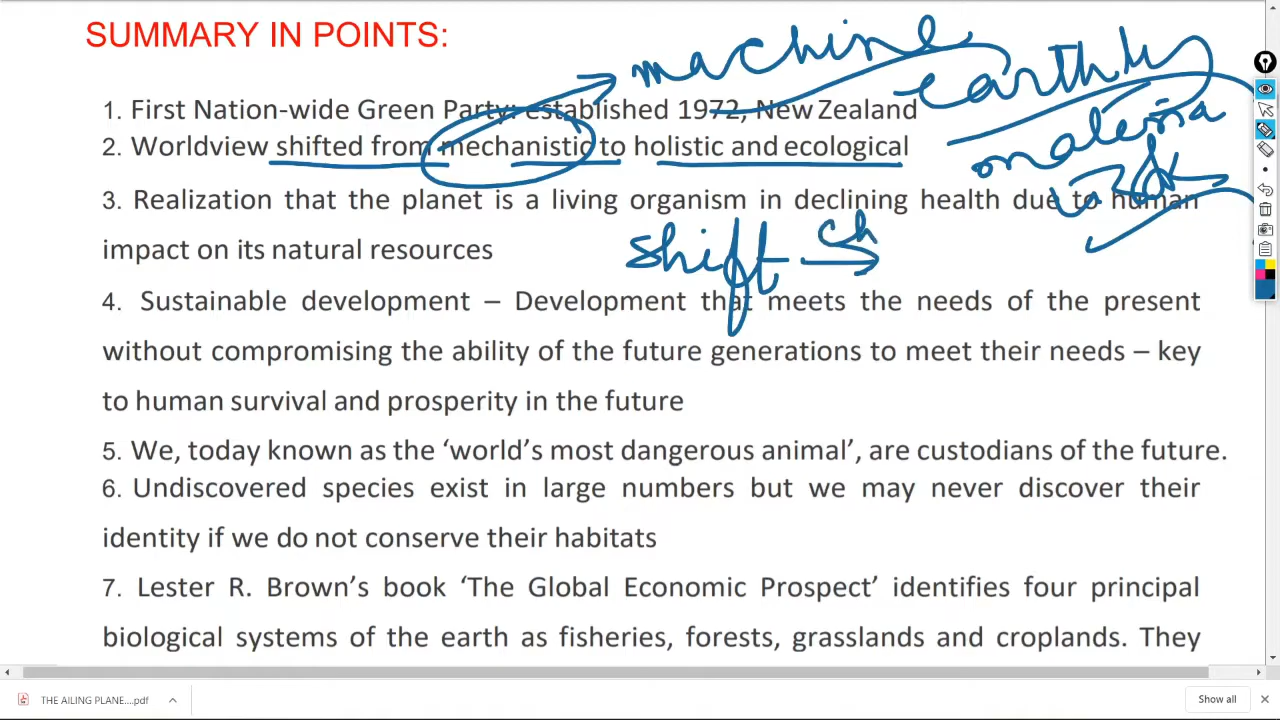 SUMMARY IN POINTS:
machine
earthly
1. First Nation-wide Green Party: established 1972, New Zealand
2. Worldview shifted from mechanistic to holistic and ecological
3. Realization that the planet is a living organism in declining health due to human
impact on its natural resources
shift ch
4. Sustainable development – Development that meets the needs of the present
without compromising the ability of the future generations to meet their needs – key
to human survival and prosperity in the future
5. We, today known as the ‘world’s most dangerous animal’, are custodians of the future.
6. Undiscovered species exist in large numbers but we may never discover their
identity if we do not conserve their habitats
7. Lester R. Brown’s book ‘The Global Economic Prospect’ identifies four principal
biological systems of the earth as fisheries, forests, grasslands and croplands. They
THE AILING PLANE....pdf
Show all